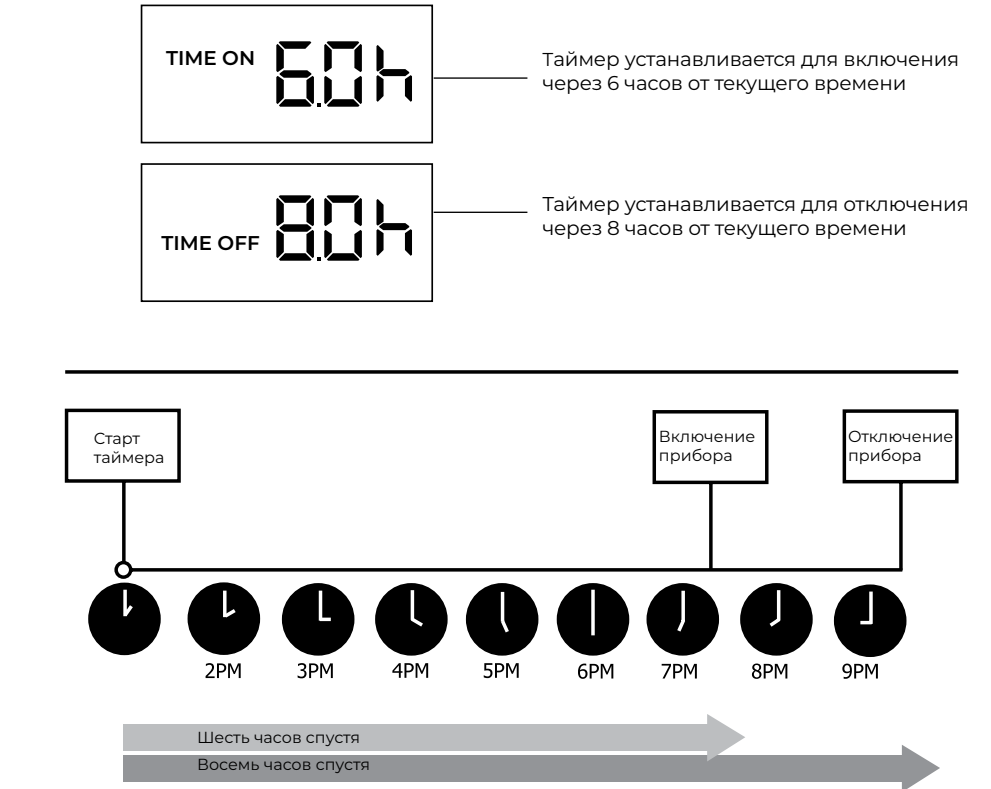 TIME ON 6.0h
Таймер устанавливается для включения
через 6 часов от текущего времени
TIME OFF 8.0h
Таймер устанавливается для отключения
через 8 часов от текущего времени
Старт
таймера
Включение
прибора
Отключение
прибора
2PM 3PM 4PM 5PM 6PM 7PM 8PM 9PM
Шесть часов спустя
Восемь часов спустя